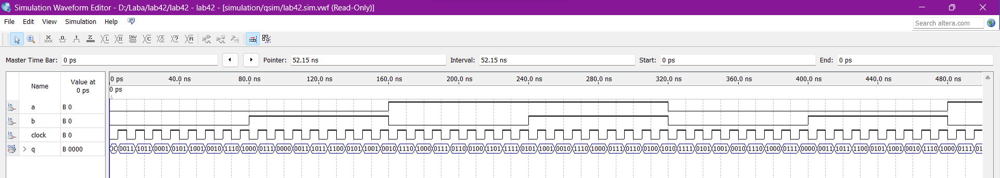 Simulation Waveform Editor - D:/Laba/lab42/lab42 - lab42 - [simulation/qsim/lab42.sim.vwf (Read-Only)]
File Edit View Simulation Help
Search altera.com
Master Time Bar: 0 ps Pointer: 52.15 ns Interval: 52.15 ns Start: 0 ps End: 0 ps
Name Value at 0 ps
0 ps 40.0 ns 80.0 ns 120.0 ns 160.0 ns 200.0 ns 240.0 ns 280.0 ns 320.0 ns 360.0 ns 400.0 ns 440.0 ns 480.0 ns
0 ps
a B 0
b B 0
clock B 0
q B 0000 0011 1011 0001 0101 1001 0010 1110 1000 0111 0000 0011 1011 1100 0101 1001 0010 1110 1000 0111 0110 0100 1101 1111 0101 1001 0010 1110 1000 0111 0110 0100 1010 1111 0101 1001 0010 1110 1000 0111 0000 0011 1011 1100 0101 1001 0010 1110 1000 0111 01